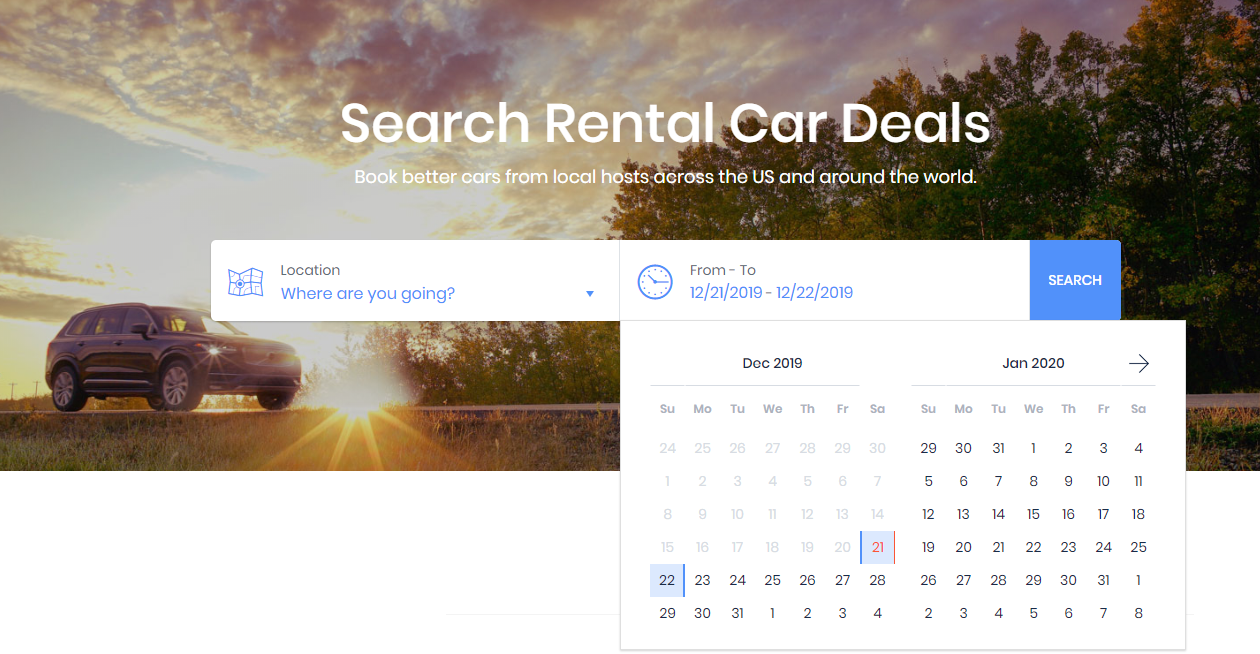 Search Rental Car Deals
Book better cars from local hosts across the US and around the world.
Location
Where are you going?
From - To
12/21/2019 - 12/22/2019
SEARCH
Dec 2019
Su Mo Tu We Th Fr Sa
24 25 26 27 28 29 30
1 2 3 4 5 6 7
8 9 10 11 12 13 14
15 16 17 18 19 20 21
22 23 24 25 26 27 28
29 30 31 1 2 3 4
Jan 2020
Su Mo Tu We Th Fr Sa
29 30 31 1 2 3 4
5 6 7 8 9 10 11
12 13 14 15 16 17 18
19 20 21 22 23 24 25
26 27 28 29 30 31 1
2 3 4 5 6 7 8